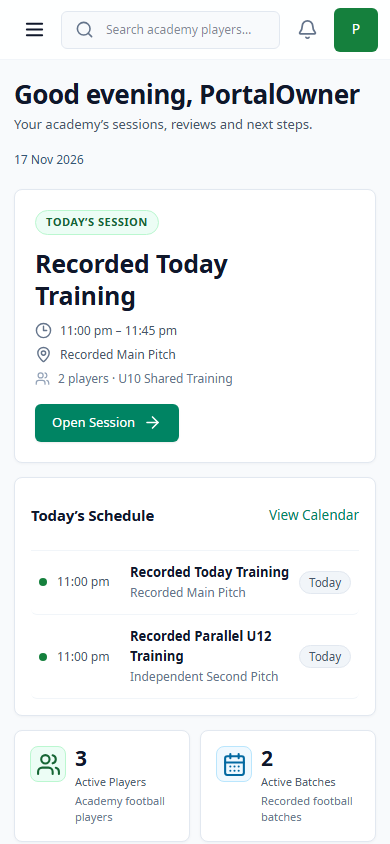 Search academy players...
P
Good evening, PortalOwner
Your academy's sessions, reviews and next steps.
17 Nov 2026
TODAY'S SESSION
Recorded Today
Training
11:00 pm – 11:45 pm
Recorded Main Pitch
2 players · U10 Shared Training
Open Session
Today's Schedule
View Calendar
11:00 pm
Recorded Today Training
Recorded Main Pitch
Today
11:00 pm
Recorded Parallel U12
Training
Independent Second Pitch
Today
3
Active Players
Academy football
players
2
Active Batches
Recorded football
batches